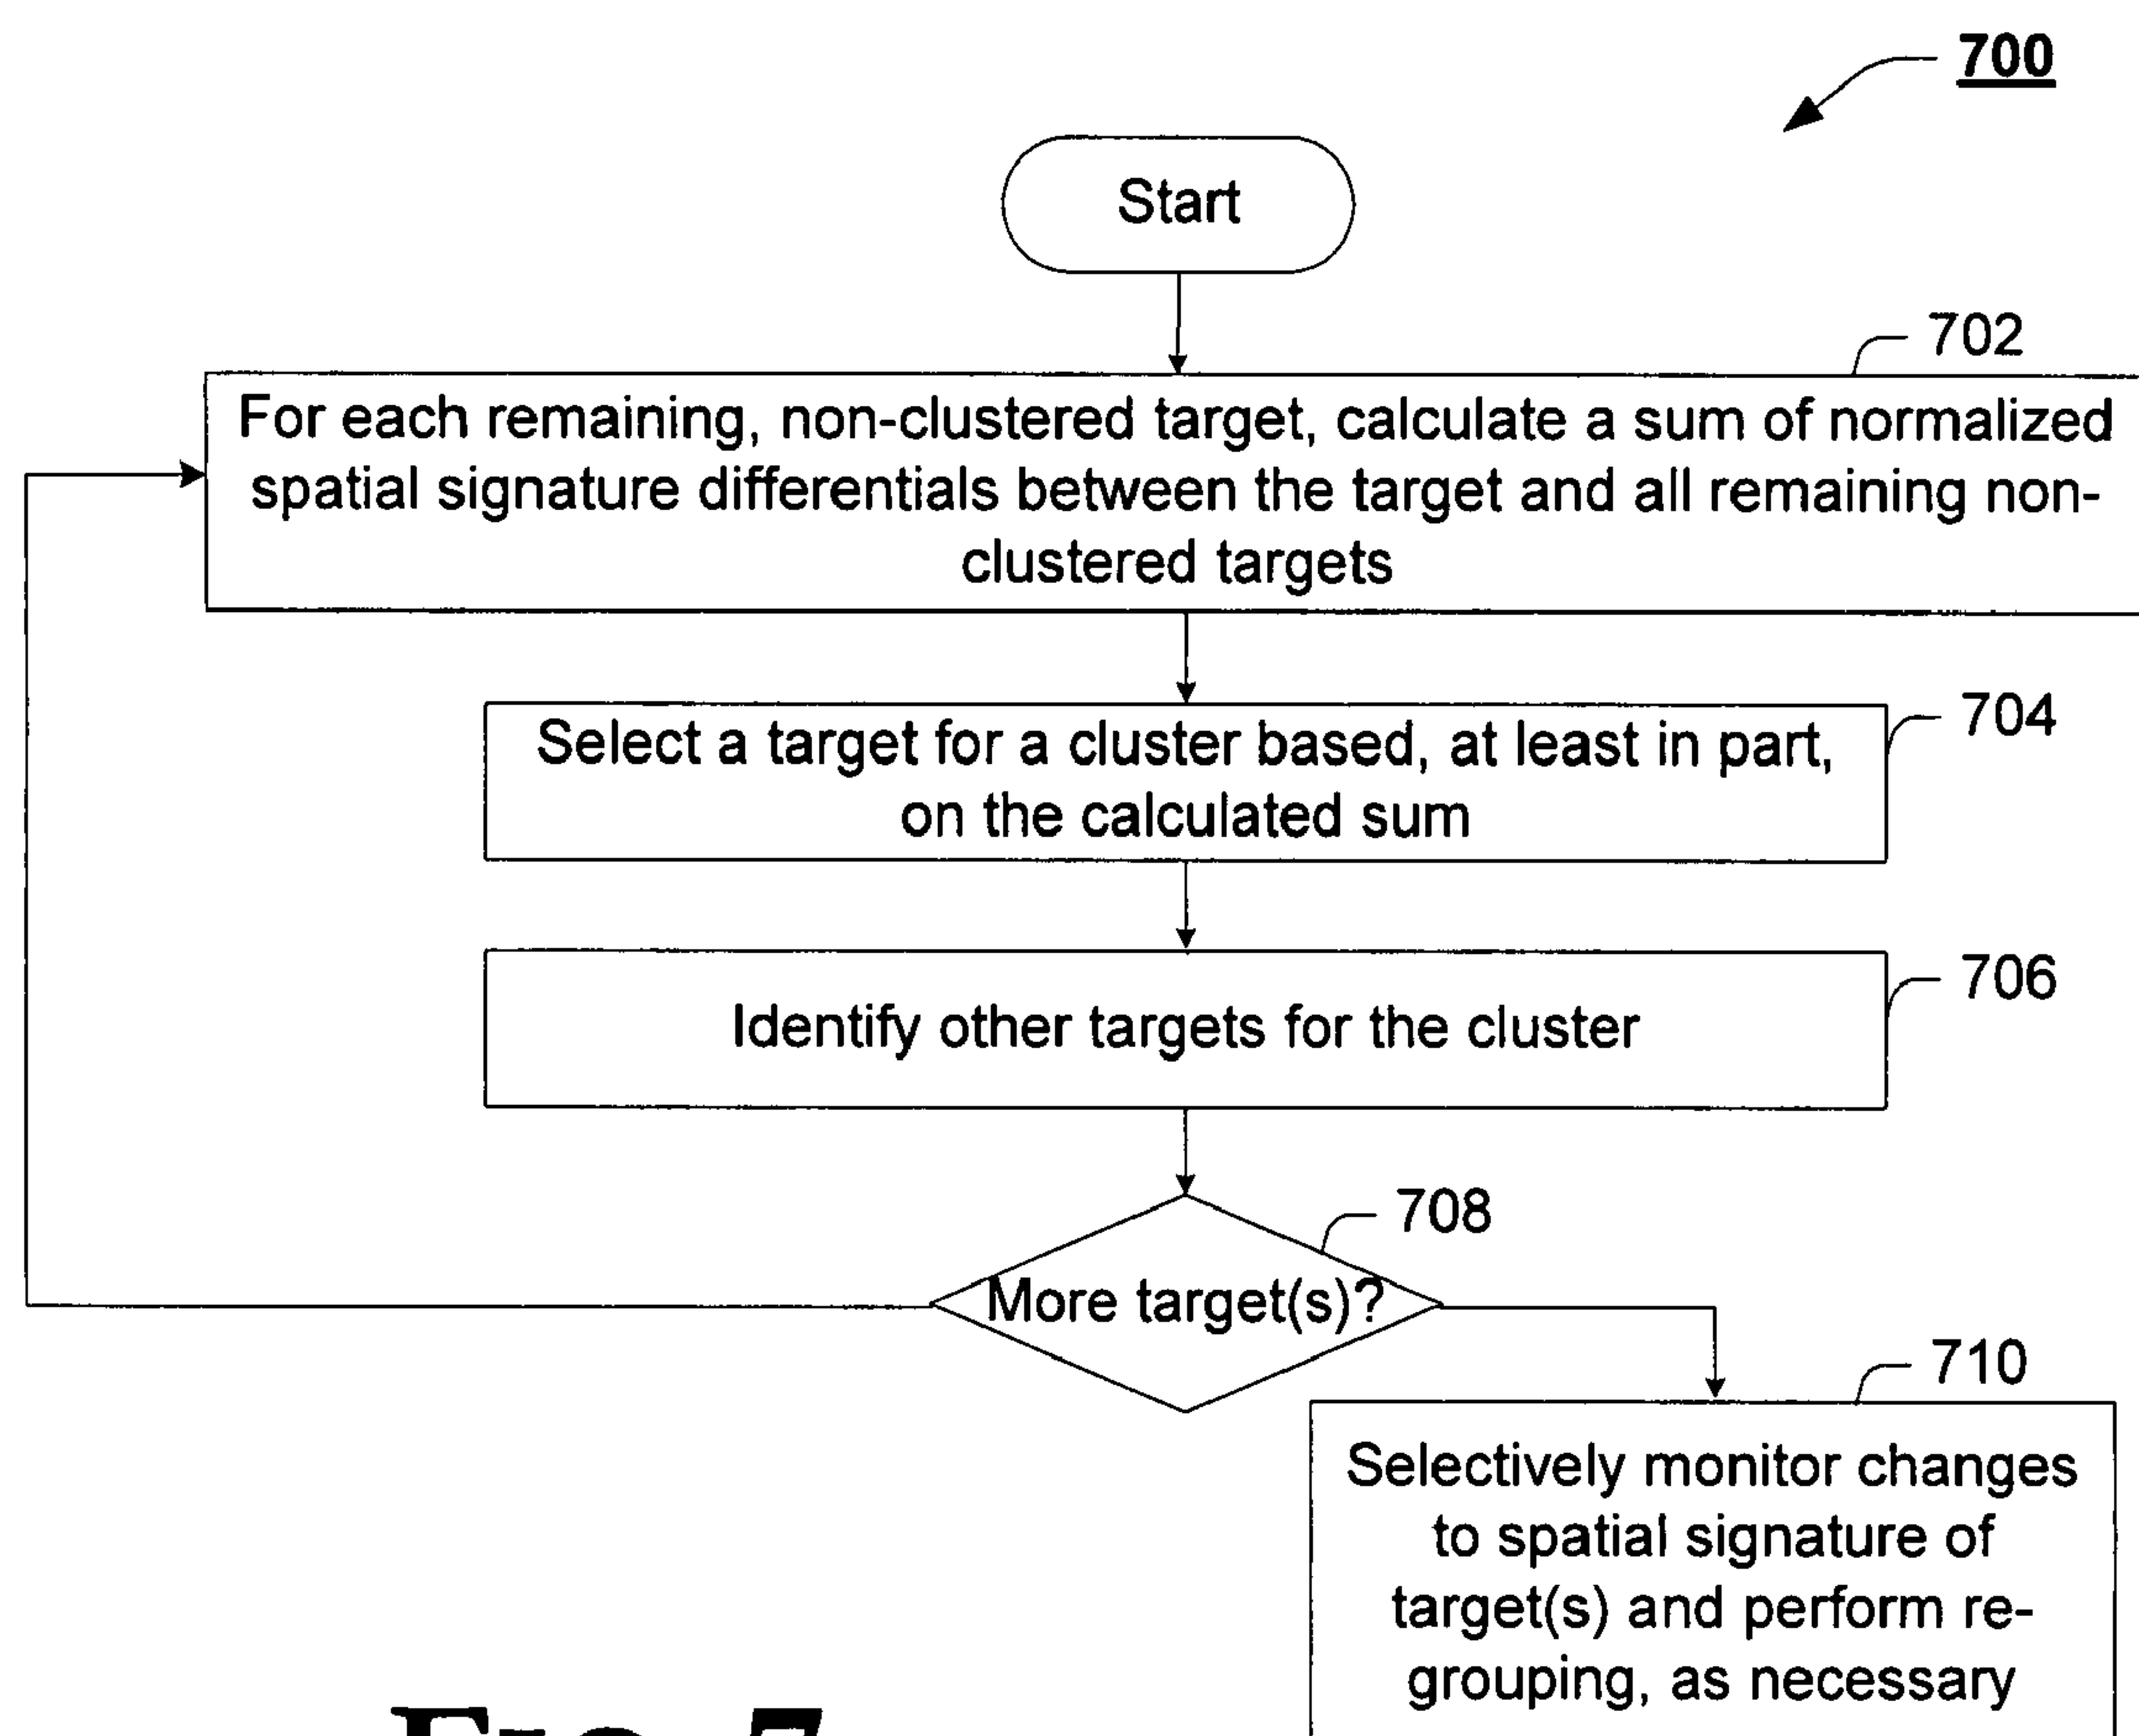 700
Start
702
For each remaining, non-clustered target, calculate a sum of normalized
spatial signature differentials between the target and all remaining non-
clustered targets
704
Select a target for a cluster based, at least in part,
on the calculated sum
706
Identify other targets for the cluster
708
More target(s)?
710
Selectively monitor changes
to spatial signature of
target(s) and perform re-
grouping, as necessary